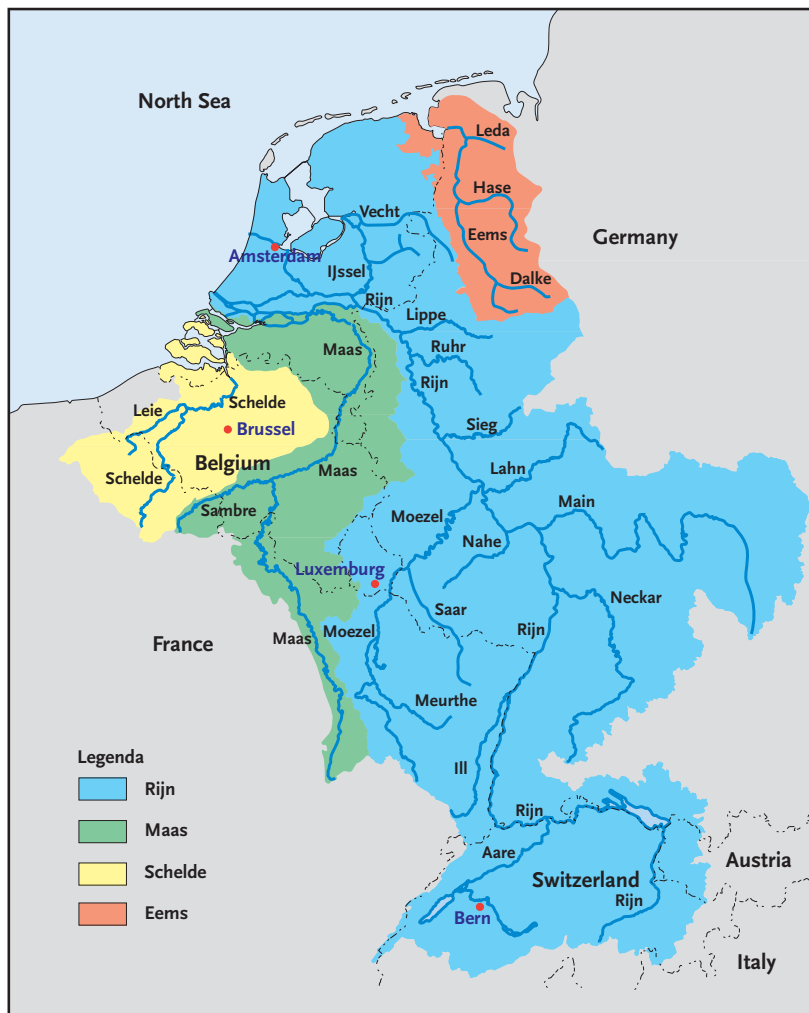 North Sea
Leda
Hase
Vecht
Eems
Germany
Amsterdam
IJssel
Dalke
Rijn
Lippe
Maas
Ruhr
Rijn
Leie
Schelde
Sieg
Brussel
Belgium
Lahn
Maas
Schelde
Main
Sambre
Moezel
Nahe
Luxemburg
Neckar
Saar
Maas
Moezel
Rijn
France
Meurthe
Ill
Legenda
Rijn
Maas
Schelde
Eems
Rijn
Aare
Austria
Switzerland
Rijn
Bern
Italy